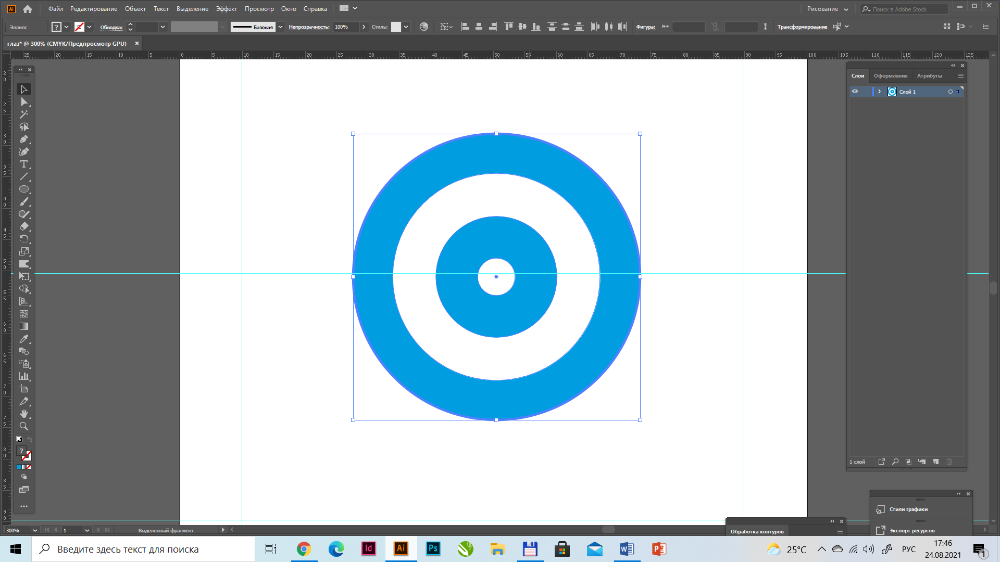 Ai Файл Редактирование Объект Текст Выделение Эффект Просмотр Окно Справка Рисование Поиск в Adobe Stock
Эллипс ? Обводка: Базовая Непрозрачность: 100% Стиль: Фигура: Трансформирование
глаз* @ 300% (CMYK/Предпросмотр GPU)
25 20 15 10 5 0 5 10 15 20 25 30 35 40 45 50 55 60 65 70 75 80 85 90 95 100 105 110 115 120 125
Слои Оформление Атрибуты
Слой 1
1 слой
Стили графики
Экспорт ресурсов
Обработка контуров
300% 1 Выделенный фрагмент
Введите здесь текст для поиска
Id Ai Ps
25°C РУС 17:46
24.08.2021 1